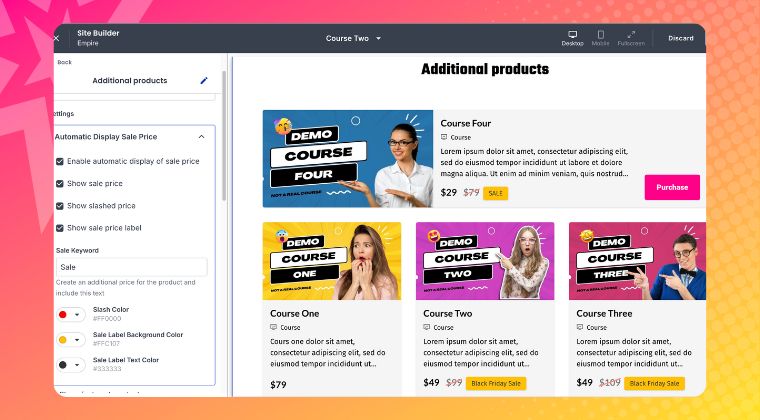 Site Builder
Empire
Course Two
Desktop
Mobile
Fullscreen
Discard
Back
Additional products
ettings
Automatic Display Sale Price
Enable automatic display of sale price
Show sale price
Show slashed price
Show sale price label
Sale Keyword
Sale
Create an additional price for the product and
include this text
Slash Color
#FF0000
Sale Label Background Color
#FFC107
Sale Label Text Color
#333333
Additional products
DEMO
COURSE
FOUR
NOT A REAL COURSE
Course Four
Course
Lorem ipsum dolor sit amet, consectetur adipiscing elit,
sed do eiusmod tempor incididunt ut labore et dolore
magna aliqua. Ut enim ad minim veniam, quis nostrud...
$29 $79 SALE
Purchase
DEMO
COURSE
ONE
NOT A REAL COURSE
Course One
Course
Cours one dolor sit amet,
consectetur adipiscing elit, sed do
eiusmod tempor incididunt ut...
$79
DEMO
COURSE
TWO
NOT A REAL COURSE
Course Two
Course
Lorem ipsum dolor sit amet,
consectetur adipiscing elit, sed do
eiusmod tempor incididunt ut l...
$49 $99 Black Friday Sale
DEMO
COURSE
THREE
NOT A REAL COURSE
Course Three
Course
Lorem ipsum dolor sit amet,
consectetur adipiscing elit, sed do
eiusmod tempor incididunt ut l...
$49 $109 Black Friday Sale